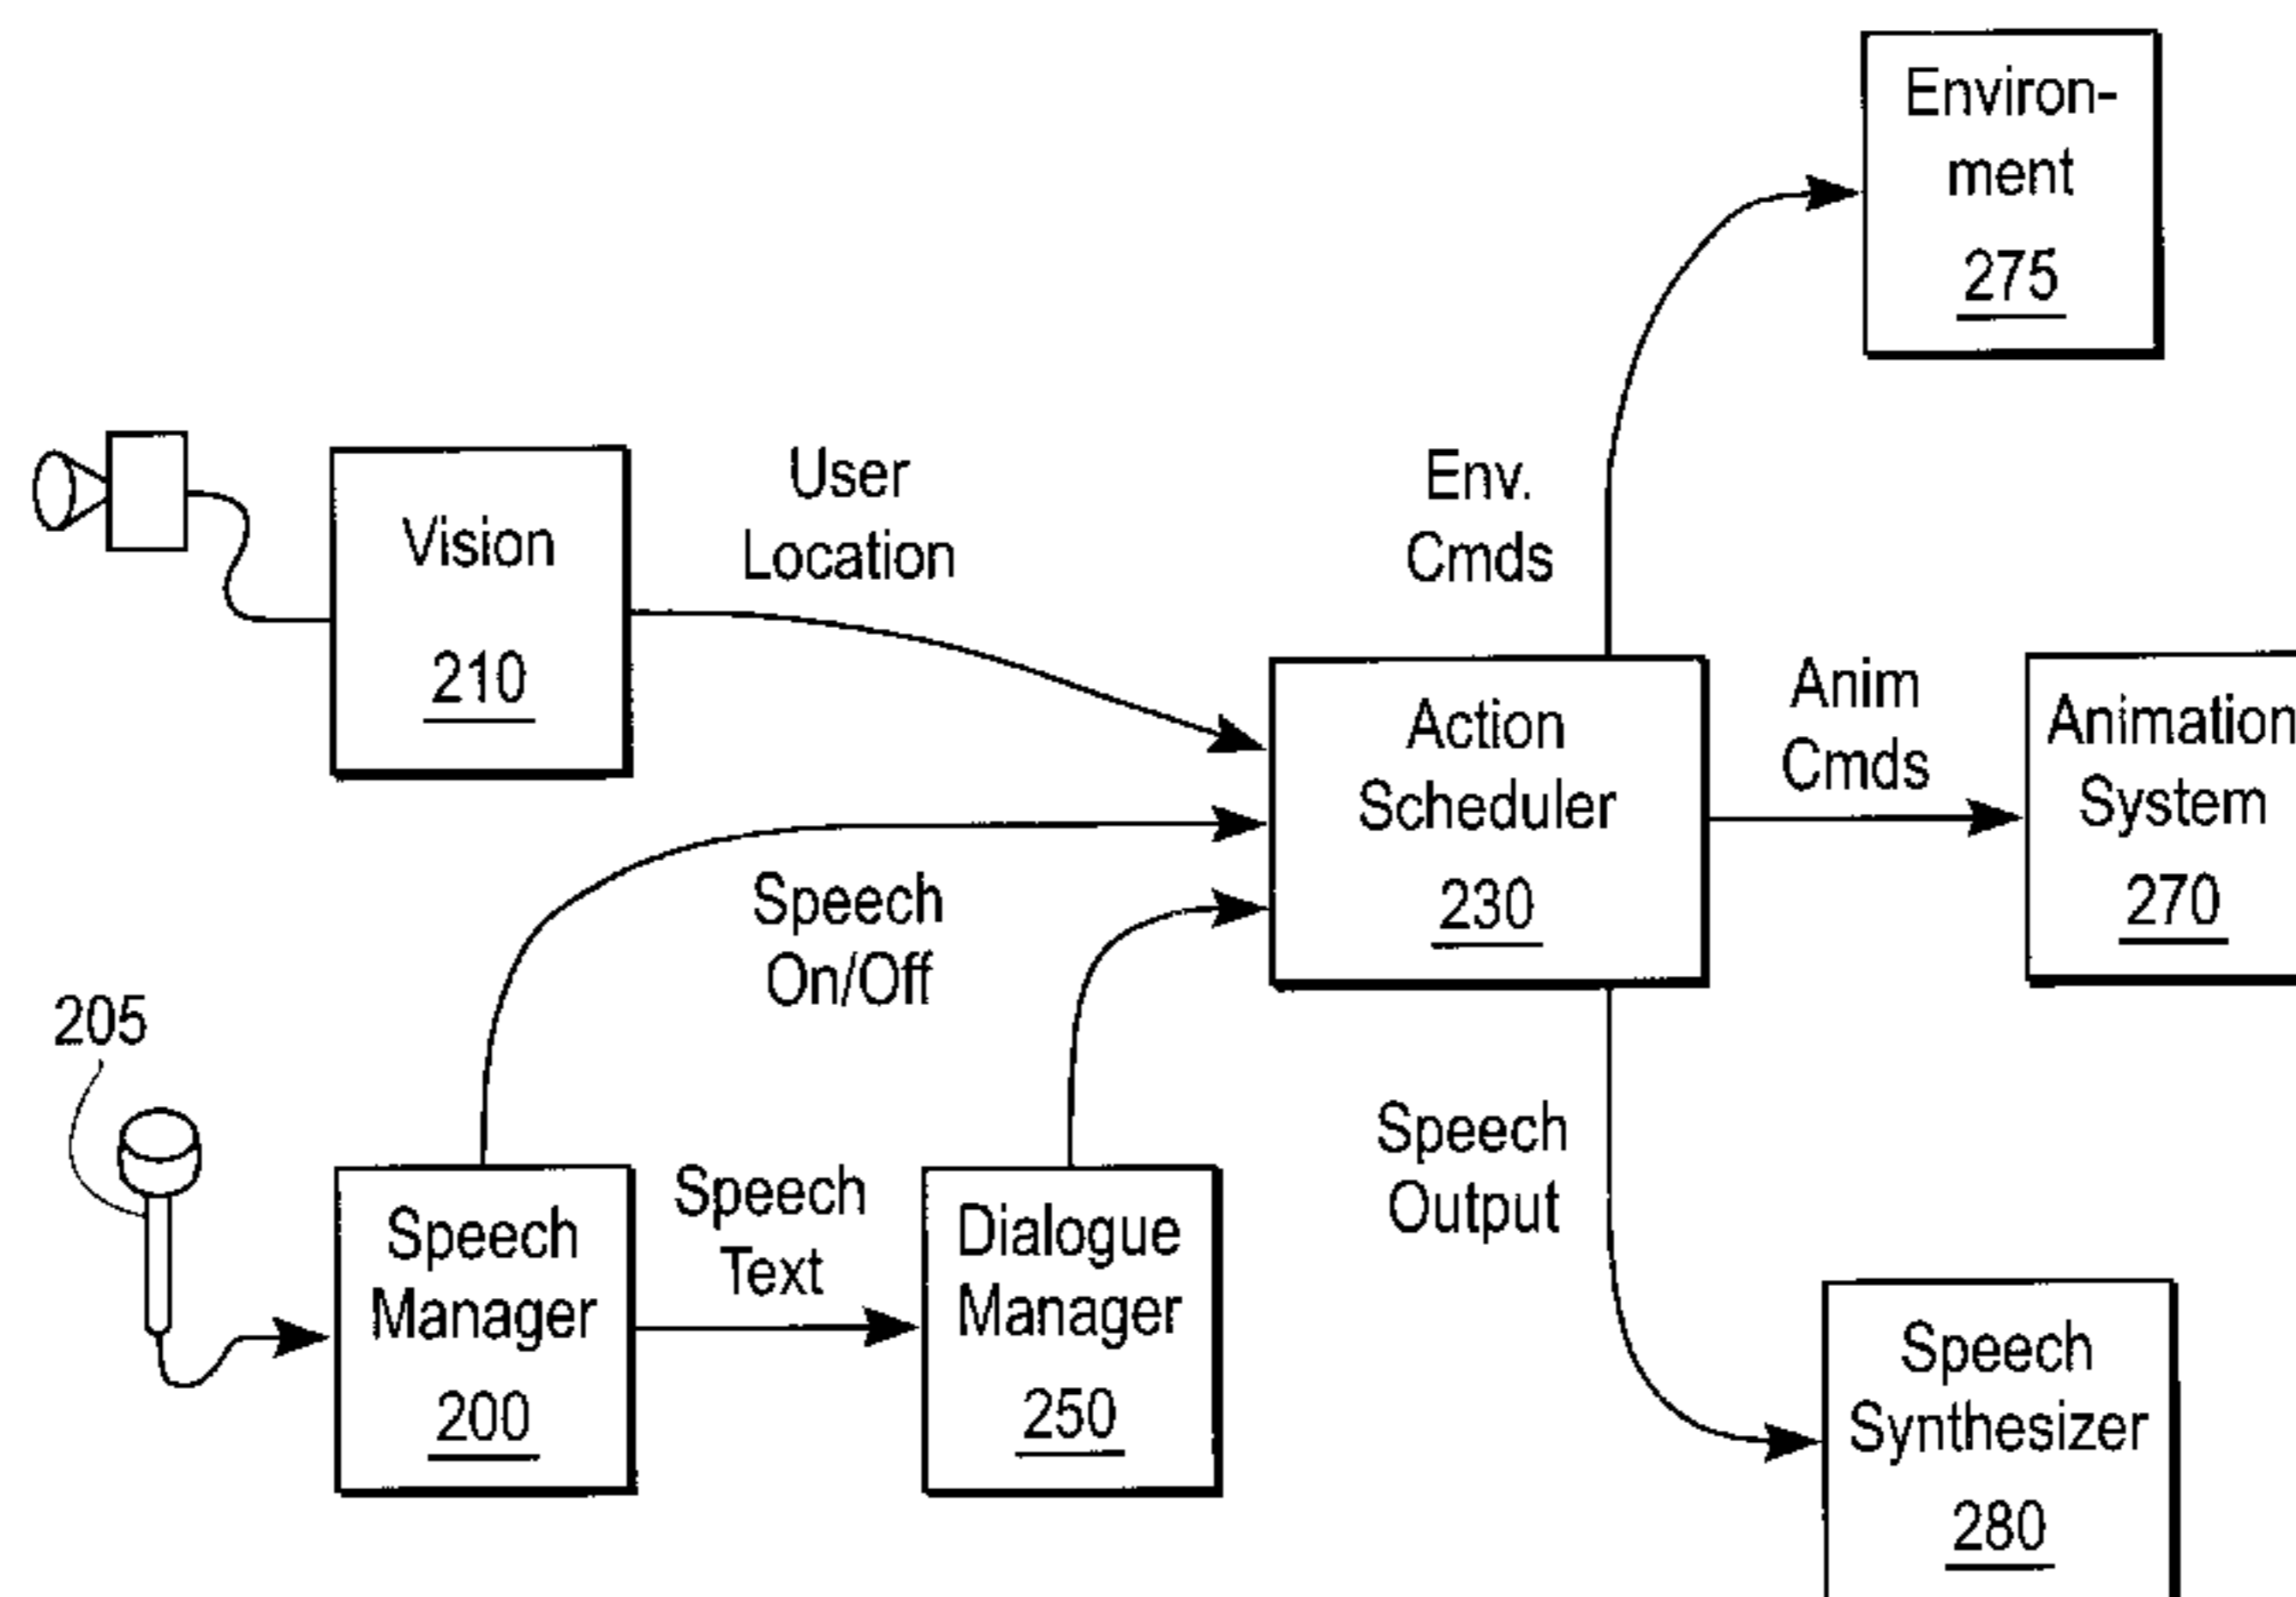 Environ-
ment
275
Vision
210
User
Location
Env.
Cmds
Action
Scheduler
230
Anim
Cmds
Animation
System
270
Speech
On/Off
205
Speech
Manager
200
Speech
Text
Dialogue
Manager
250
Speech
Output
Speech
Synthesizer
280